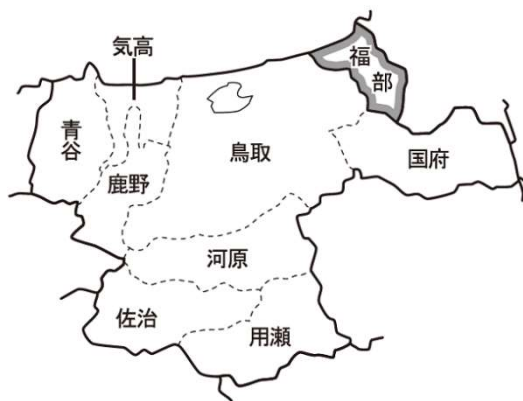 気高
福部
青谷
鳥取
国府
鹿野
河原
佐治
用瀬